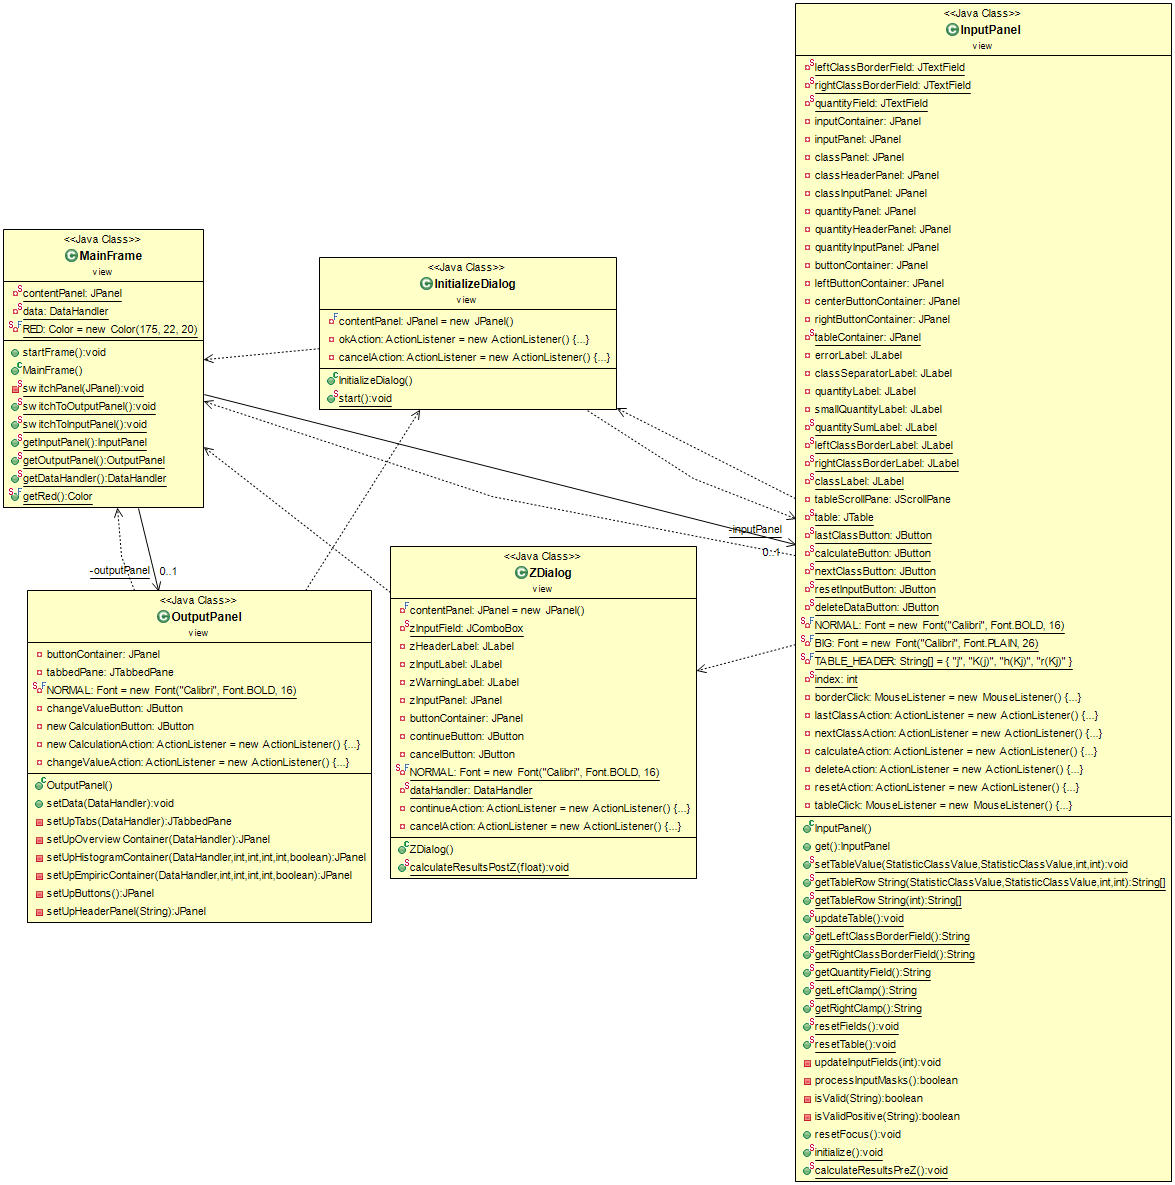 <<Java Class>>
InputPanel
view
leftClassBorderField: JTextField
rightClassBorderField: JTextField
quantityField: JTextField
inputContainer: JPanel
inputPanel: JPanel
classPanel: JPanel
classHeaderPanel: JPanel
classInputPanel: JPanel
quantityPanel: JPanel
quantityHeaderPanel: JPanel
quantityInputPanel: JPanel
buttonContainer: JPanel
leftButtonContainer: JPanel
centerButtonContainer: JPanel
rightButtonContainer: JPanel
tableContainer: JPanel
errorLabel: JLabel
classSeparatorLabel: JLabel
quantityLabel: JLabel
smallQuantityLabel: JLabel
quantitySumLabel: JLabel
leftClassBorderLabel: JLabel
rightClassBorderLabel: JLabel
classLabel: JLabel
tableScrollPane: JScrollPane
table: JTable
lastClassButton: JButton
calculateButton: JButton
nextClassButton: JButton
resetInputButton: JButton
deleteDataButton: JButton
NORMAL: Font = new Font("Calibri", Font.BOLD, 16)
BIG: Font = new Font("Calibri", Font.PLAIN, 26)
TABLE_HEADER: String[] = { "j", "K(j)", "h(Kj)", "r(Kj)" }
index: int
borderClick: MouseListener = new MouseListener() {...}
lastClassAction: ActionListener = new ActionListener() {...}
nextClassAction: ActionListener = new ActionListener() {...}
calculateAction: ActionListener = new ActionListener() {...}
deleteAction: ActionListener = new ActionListener() {...}
resetAction: ActionListener = new ActionListener() {...}
tableClick: MouseListener = new MouseListener() {...}
InputPanel()
get():InputPanel
setTableValue(StatisticClassValue,StatisticClassValue,int,int):void
getTableRowString(StatisticClassValue,StatisticClassValue,int,int):String[]
getTableRowString(int):String[]
updateTable():void
getLeftClassBorderField():String
getRightClassBorderField():String
getQuantityField():String
getLeftClamp():String
getRightClamp():String
resetFields():void
resetTable():void
updateInputFields(int):void
processInputMasks():boolean
isValid(String):boolean
isValidPositive(String):boolean
resetFocus():void
initialize():void
calculateResultsPreZ():void
<<Java Class>>
MainFrame
view
contentPanel: JPanel
data: DataHandler
RED: Color = new Color(175, 22, 20)
startFrame():void
MainFrame()
switchPanel(JPanel):void
switchToOutputPanel():void
switchToInputPanel():void
getInputPanel():InputPanel
getOutputPanel():OutputPanel
getDataHandler():DataHandler
getRed():Color
<<Java Class>>
InitializeDialog
view
contentPanel: JPanel = new JPanel()
okAction: ActionListener = new ActionListener() {...}
cancelAction: ActionListener = new ActionListener() {...}
InitializeDialog()
start():void
-inputPanel
0..1
-outputPanel
0..1
<<Java Class>>
OutputPanel
view
buttonContainer: JPanel
tabbedPane: JTabbedPane
NORMAL: Font = new Font("Calibri", Font.BOLD, 16)
changeValueButton: JButton
newCalculationButton: JButton
newCalculationAction: ActionListener = new ActionListener() {...}
changeValueAction: ActionListener = new ActionListener() {...}
OutputPanel()
setData(DataHandler):void
setUpTabs(DataHandler):JTabbedPane
setUpOverviewContainer(DataHandler):JPanel
setUpHistogramContainer(DataHandler,int,int,int,int,boolean):JPanel
setUpEmpiricContainer(DataHandler,int,int,int,int,boolean):JPanel
setUpButtons():JPanel
setUpHeaderPanel(String):JPanel
<<Java Class>>
ZDialog
view
contentPanel: JPanel = new JPanel()
zInputField: JComboBox
zHeaderLabel: JLabel
zInputLabel: JLabel
zWarningLabel: JLabel
zInputPanel: JPanel
buttonContainer: JPanel
continueButton: JButton
cancelButton: JButton
NORMAL: Font = new Font("Calibri", Font.BOLD, 16)
dataHandler: DataHandler
continueAction: ActionListener = new ActionListener() {...}
cancelAction: ActionListener = new ActionListener() {...}
ZDialog()
calculateResultsPostZ(float):void